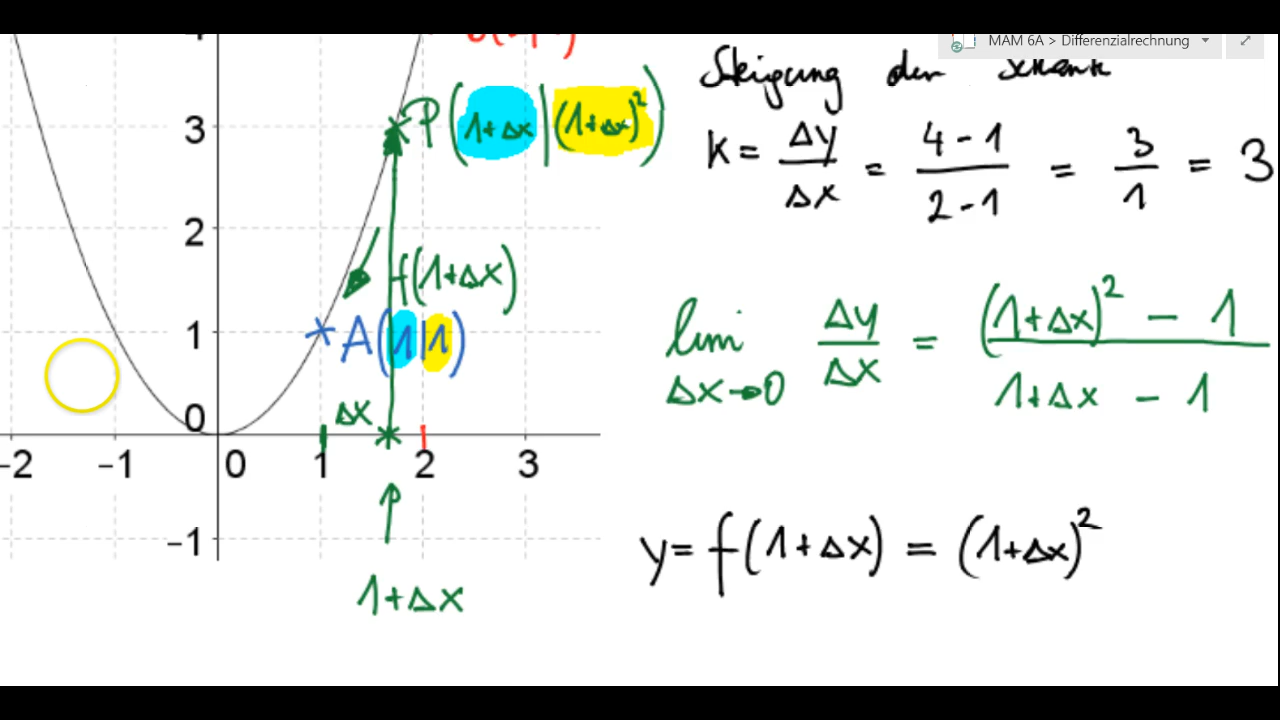 MAM 6A > Differenzialrechnung
Steigung der Sekante
K = Δy/Δx = 4-1/2-1 = 3/1 = 3
4
P(1+Δx|(1+Δx)²)
3
2
f(1+Δx)
1
A(1|1)
lim Δx→0 Δy/Δx = (1+Δx)² - 1/1+Δx - 1
0
Δx
-2 -1 0 1 2 3
-1
y = f(1+Δx) = (1+Δx)²
1+Δx